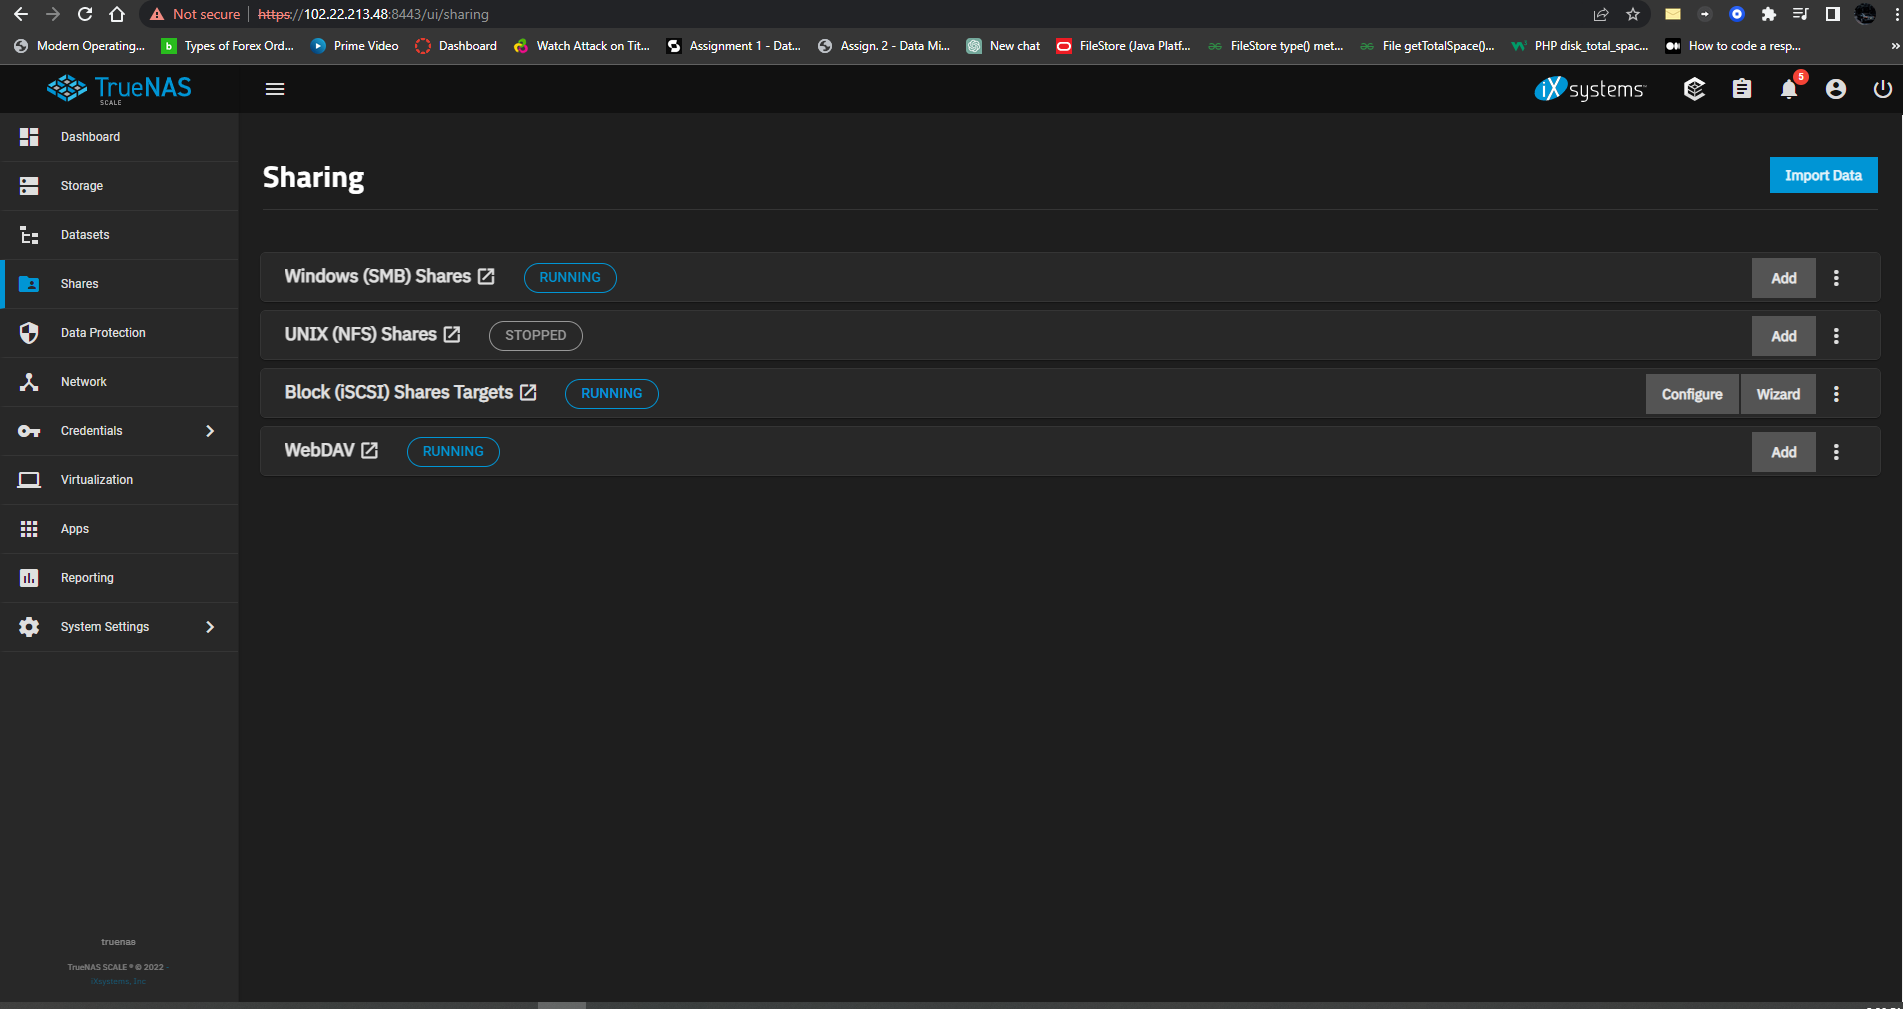 Not secure | https://102.22.213.48:8443/ui/sharing
Modern Operating...
Types of Forex Ord...
Prime Video
Dashboard
Watch Attack on Tit...
Assignment 1 - Dat...
Assign. 2 - Data Mi...
New chat
FileStore (Java Platf...
FileStore type() met...
File getTotalSpace()...
PHP disk_total_spac...
How to code a resp...
»
TrueNAS
SCALE
iXsystems
5
Dashboard
Storage
Datasets
Shares
Data Protection
Network
Credentials
Virtualization
Apps
Reporting
System Settings
truenas
TrueNAS SCALE ® © 2022 -
iXsystems, Inc
Sharing
Import Data
Windows (SMB) Shares RUNNING Add
UNIX (NFS) Shares STOPPED Add
Block (iSCSI) Shares Targets RUNNING Configure Wizard
WebDAV RUNNING Add